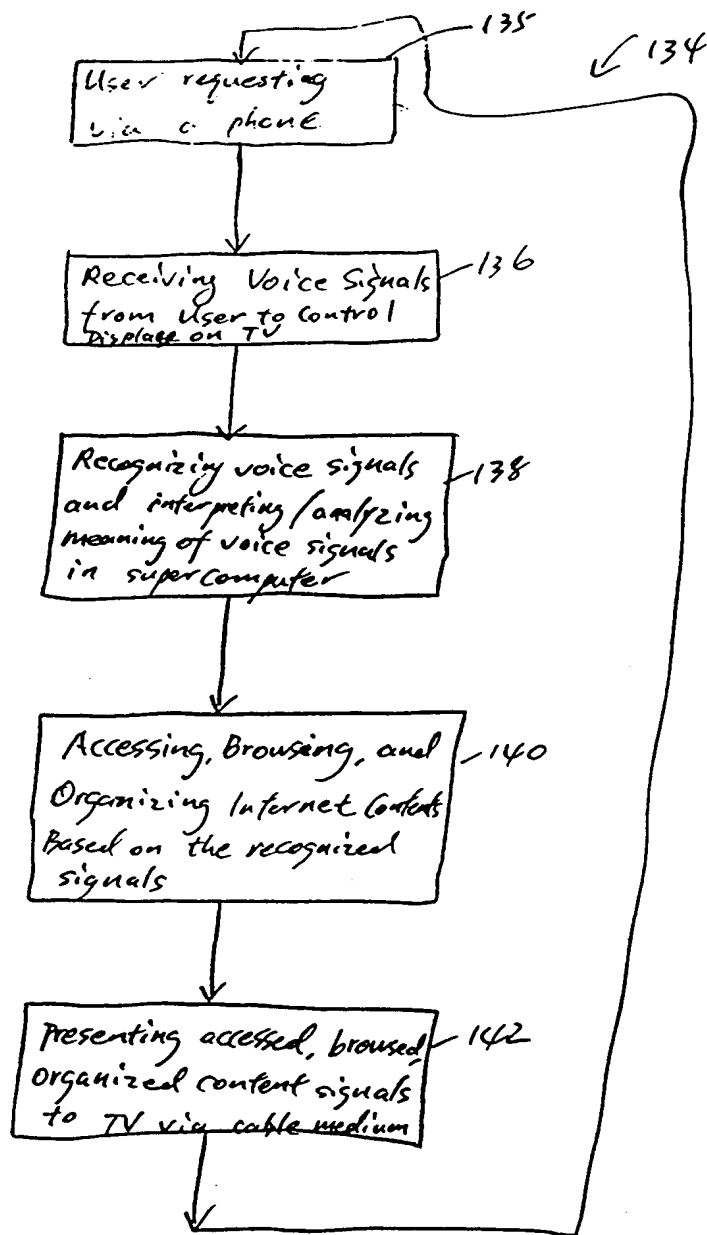 135
134
User requesting
via a phone
136
Receiving Voice Signals
from User to Control
Displace on TV
138
Recognizing voice signals
and interpreting/analyzing
meaning of voice signals
in supercomputer
140
Accessing, Browsing, and
Organizing Internet Contents
Based on the recognized
signals
142
presenting accessed, browsed,
organized content signals
to TV via cable medium